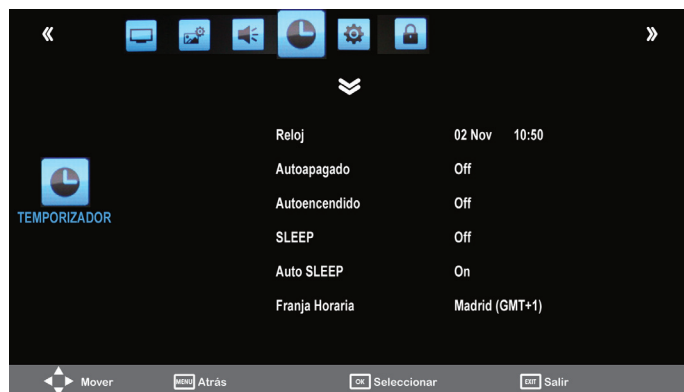 Reloj 02 Nov 10:50
Autoapagado Off
Autoencendido Off
TEMPORIZADOR
SLEEP Off
Auto SLEEP On
Franja Horaria Madrid (GMT+1)
Mover MENU Atrás OK Seleccionar EXIT Salir